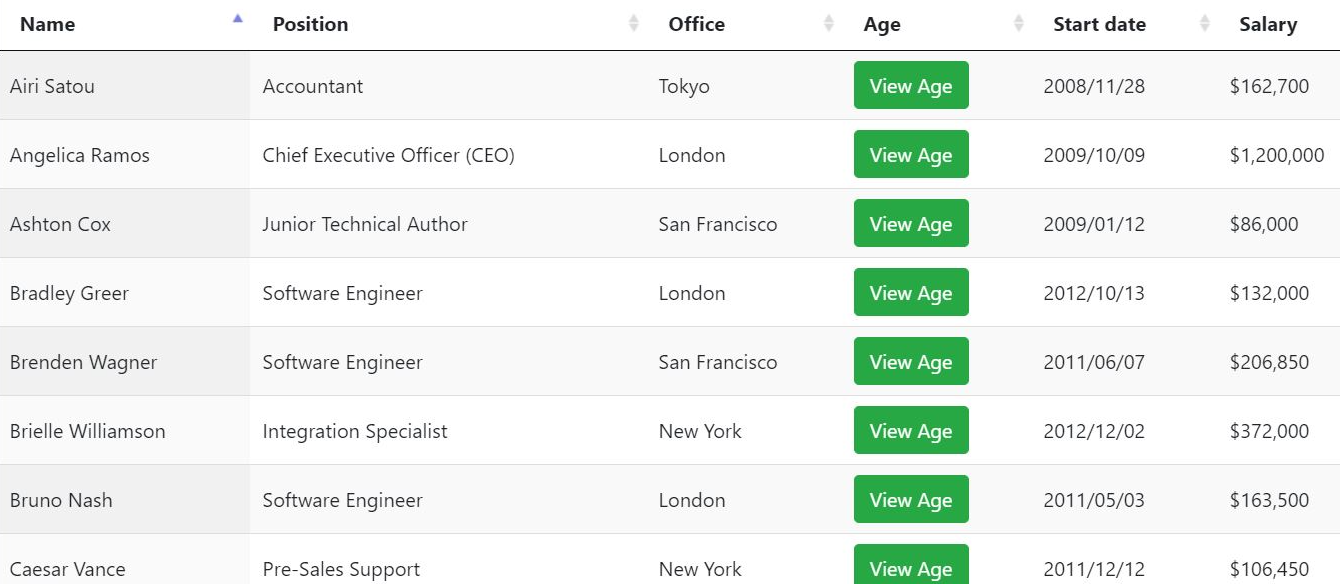 Name Position Office Age Start date Salary
Airi Satou Accountant Tokyo View Age 2008/11/28 $162,700
Angelica Ramos Chief Executive Officer (CEO) London View Age 2009/10/09 $1,200,000
Ashton Cox Junior Technical Author San Francisco View Age 2009/01/12 $86,000
Bradley Greer Software Engineer London View Age 2012/10/13 $132,000
Brenden Wagner Software Engineer San Francisco View Age 2011/06/07 $206,850
Brielle Williamson Integration Specialist New York View Age 2012/12/02 $372,000
Bruno Nash Software Engineer London View Age 2011/05/03 $163,500
Caesar Vance Pre-Sales Support New York View Age 2011/12/12 $106,450